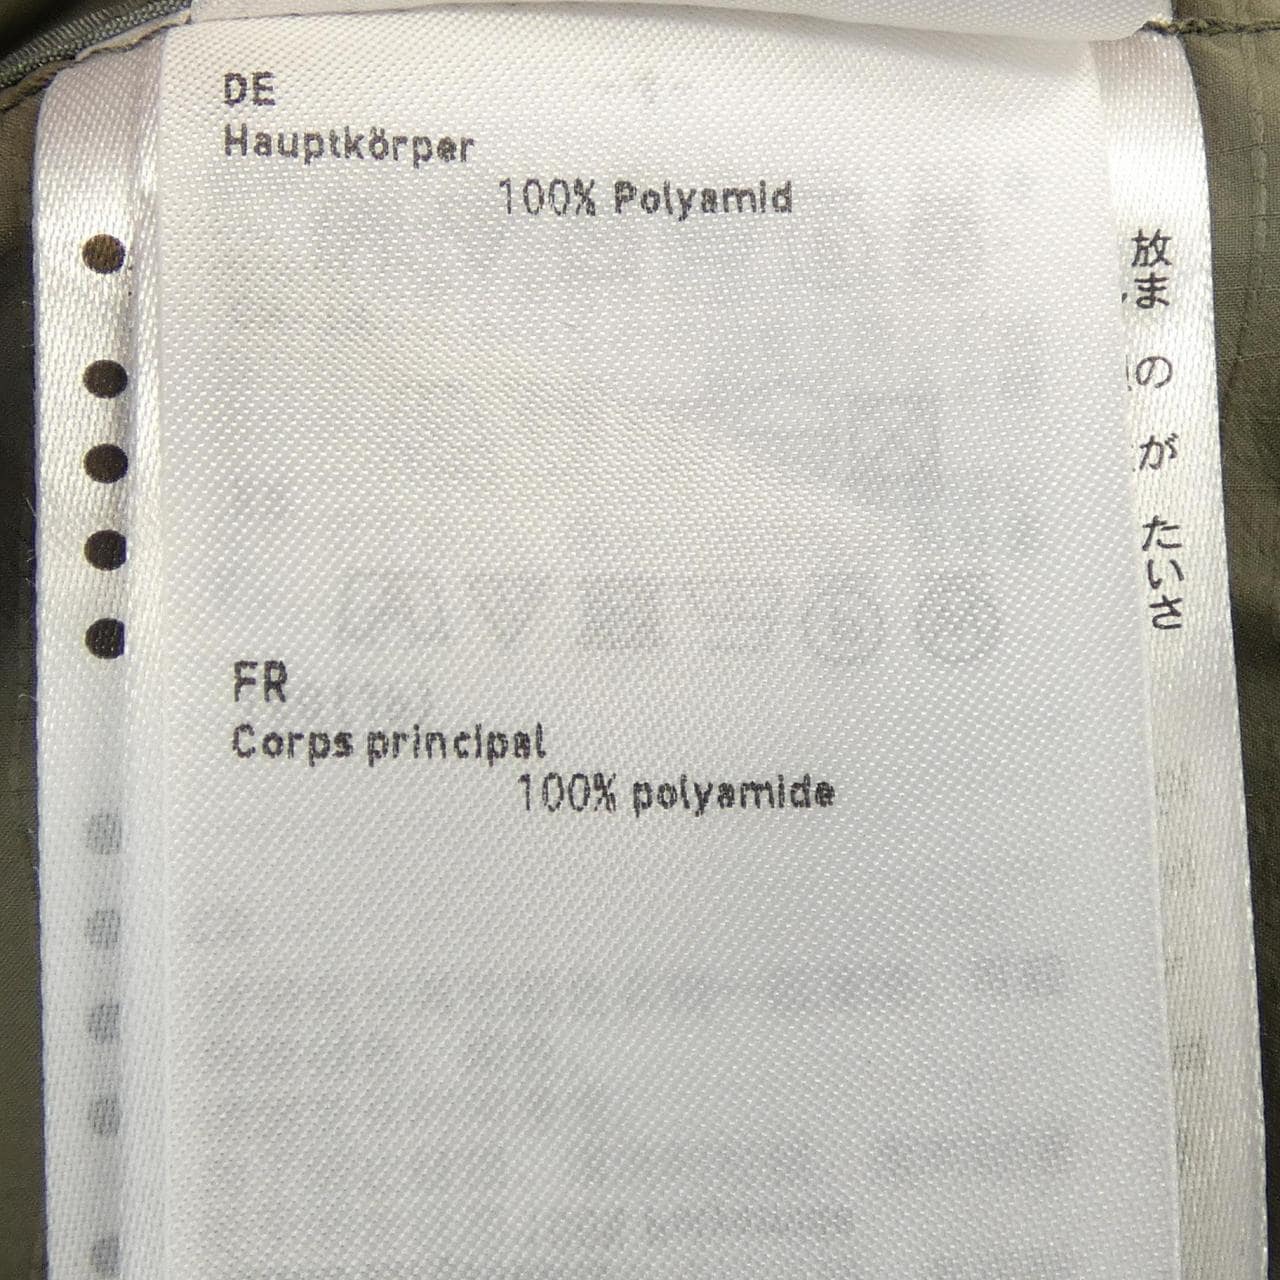 DE
Hauptkörper
100% Polyamid
FR
Corps principal
100% polyamide
放
ま
の
が
た
いさ